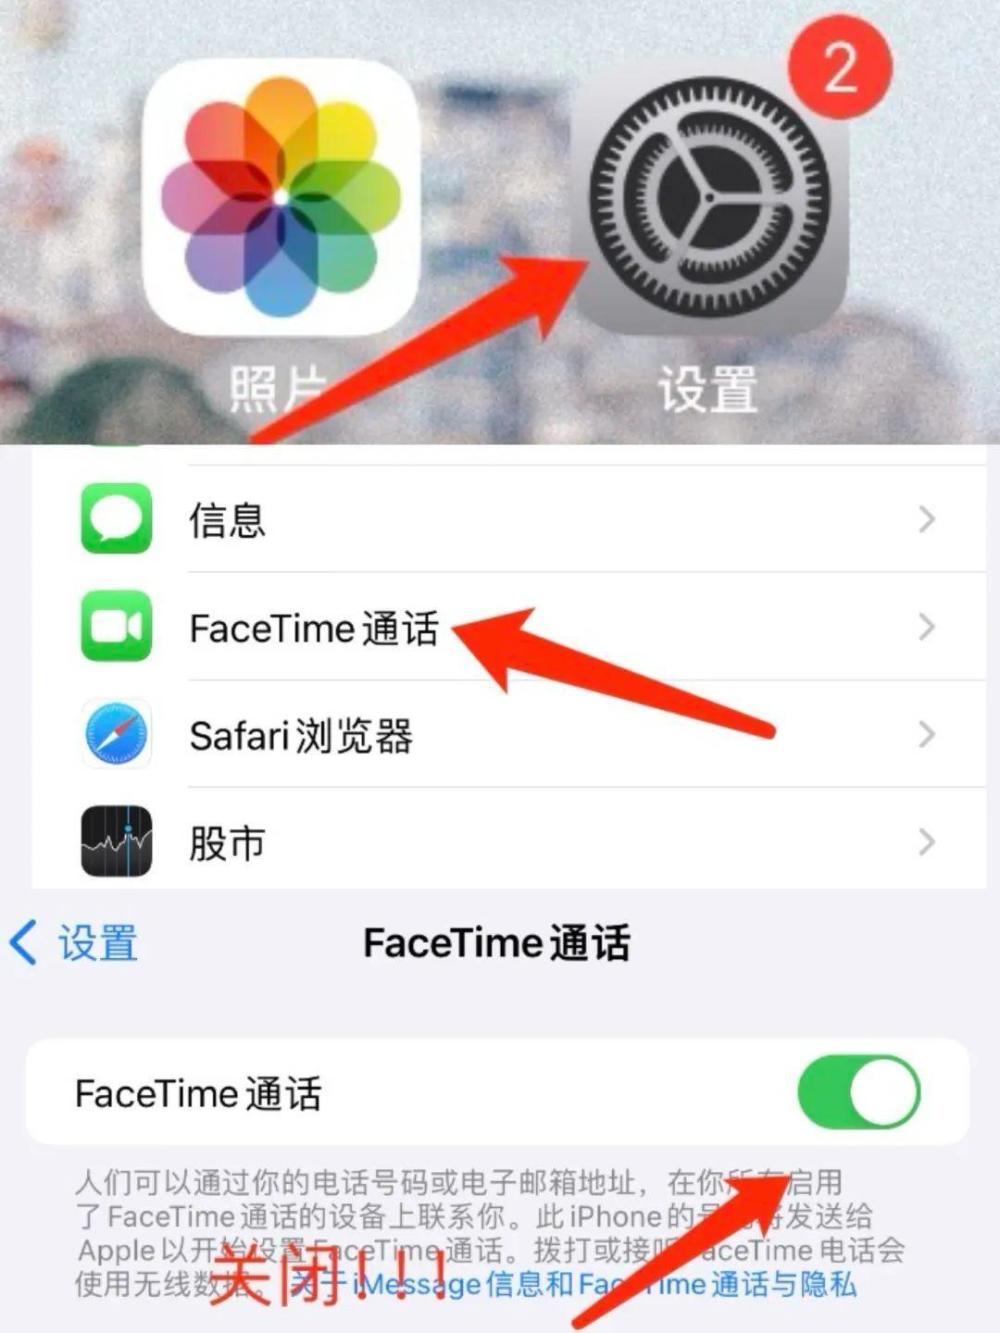 2
照片
设置
信息
FaceTime通话
Safari浏览器
股市
设置
FaceTime通话
FaceTime通话
人们可以通过你的电话号码或电子邮箱地址，在你所有启用
了FaceTime通话的设备上联系你。此iPhone的号码将发送给
Apple以开始设置FaceTime通话。拨打或接听FaceTime电话会
使用无线数据。关于iMessage信息和FaceTime通话与隐私
关闭!!!